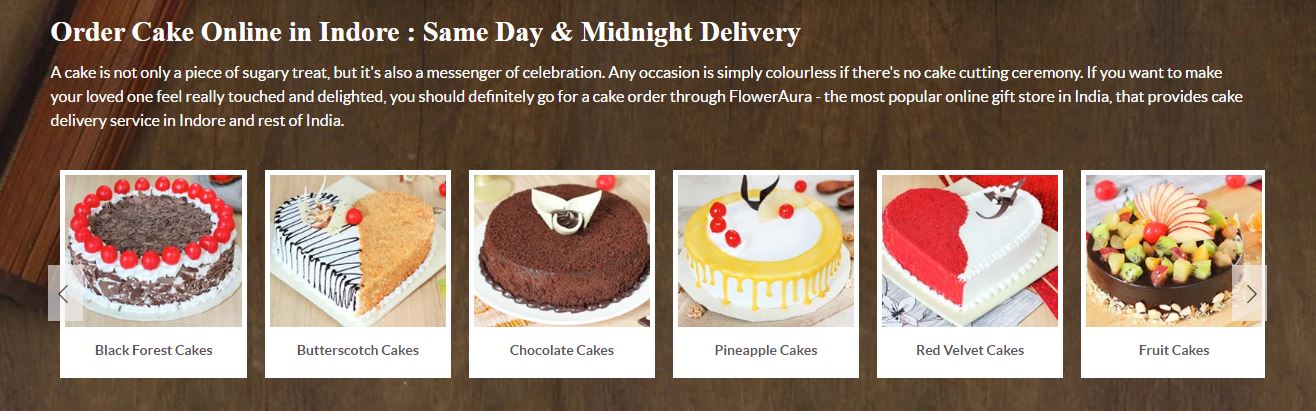 Order Cake Online in Indore : Same Day & Midnight Delivery
A cake is not only a piece of sugary treat, but it's also a messenger of celebration. Any occasion is simply colourless if there's no cake cutting ceremony. If you want to make
your loved one feel really touched and delighted, you should definitely go for a cake order through FlowerAura - the most popular online gift store in India, that provides cake
delivery service in Indore and rest of India.
Black Forest Cakes
Butterscotch Cakes
Chocolate Cakes
Pineapple Cakes
Red Velvet Cakes
Fruit Cakes